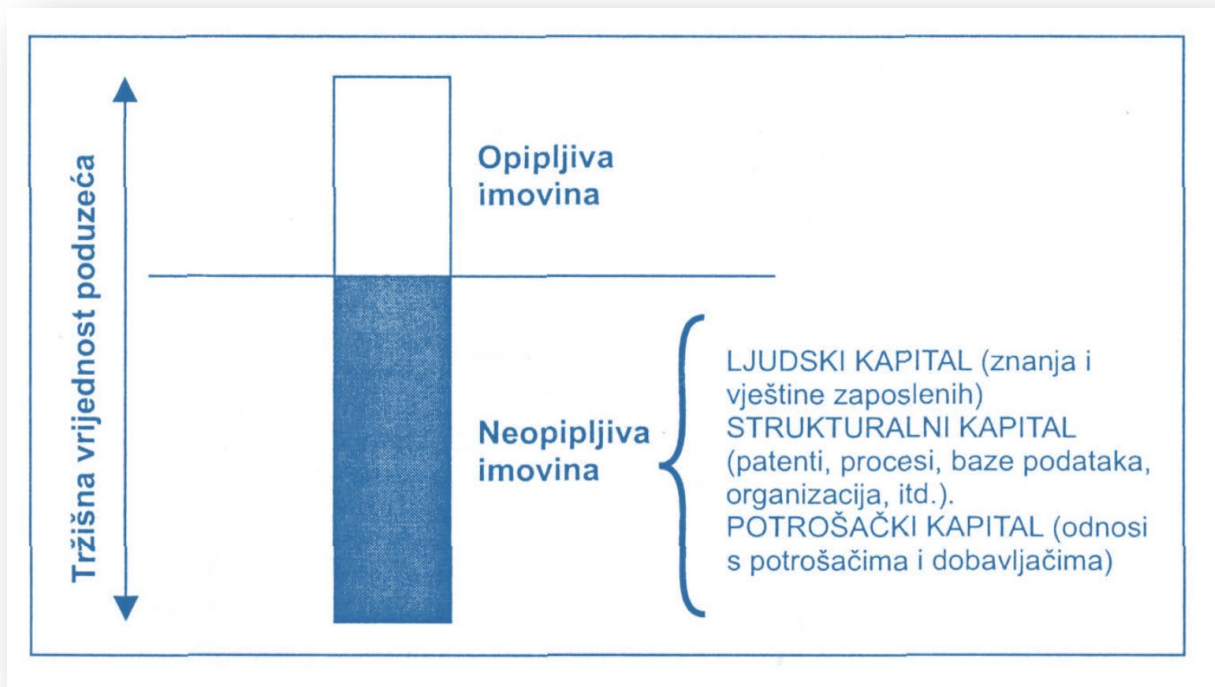 Tržišna vrijednost poduzeća
Opipljiva
imovina
Neopipljiva
imovina
LJUDSKI KAPITAL (znanja i
vještine zaposlenih)
STRUKTURALNI KAPITAL
(patenti, procesi, baze podataka,
organizacija, itd.).
POTROŠAČKI KAPITAL (odnosi
s potrošačima i dobavljačima)